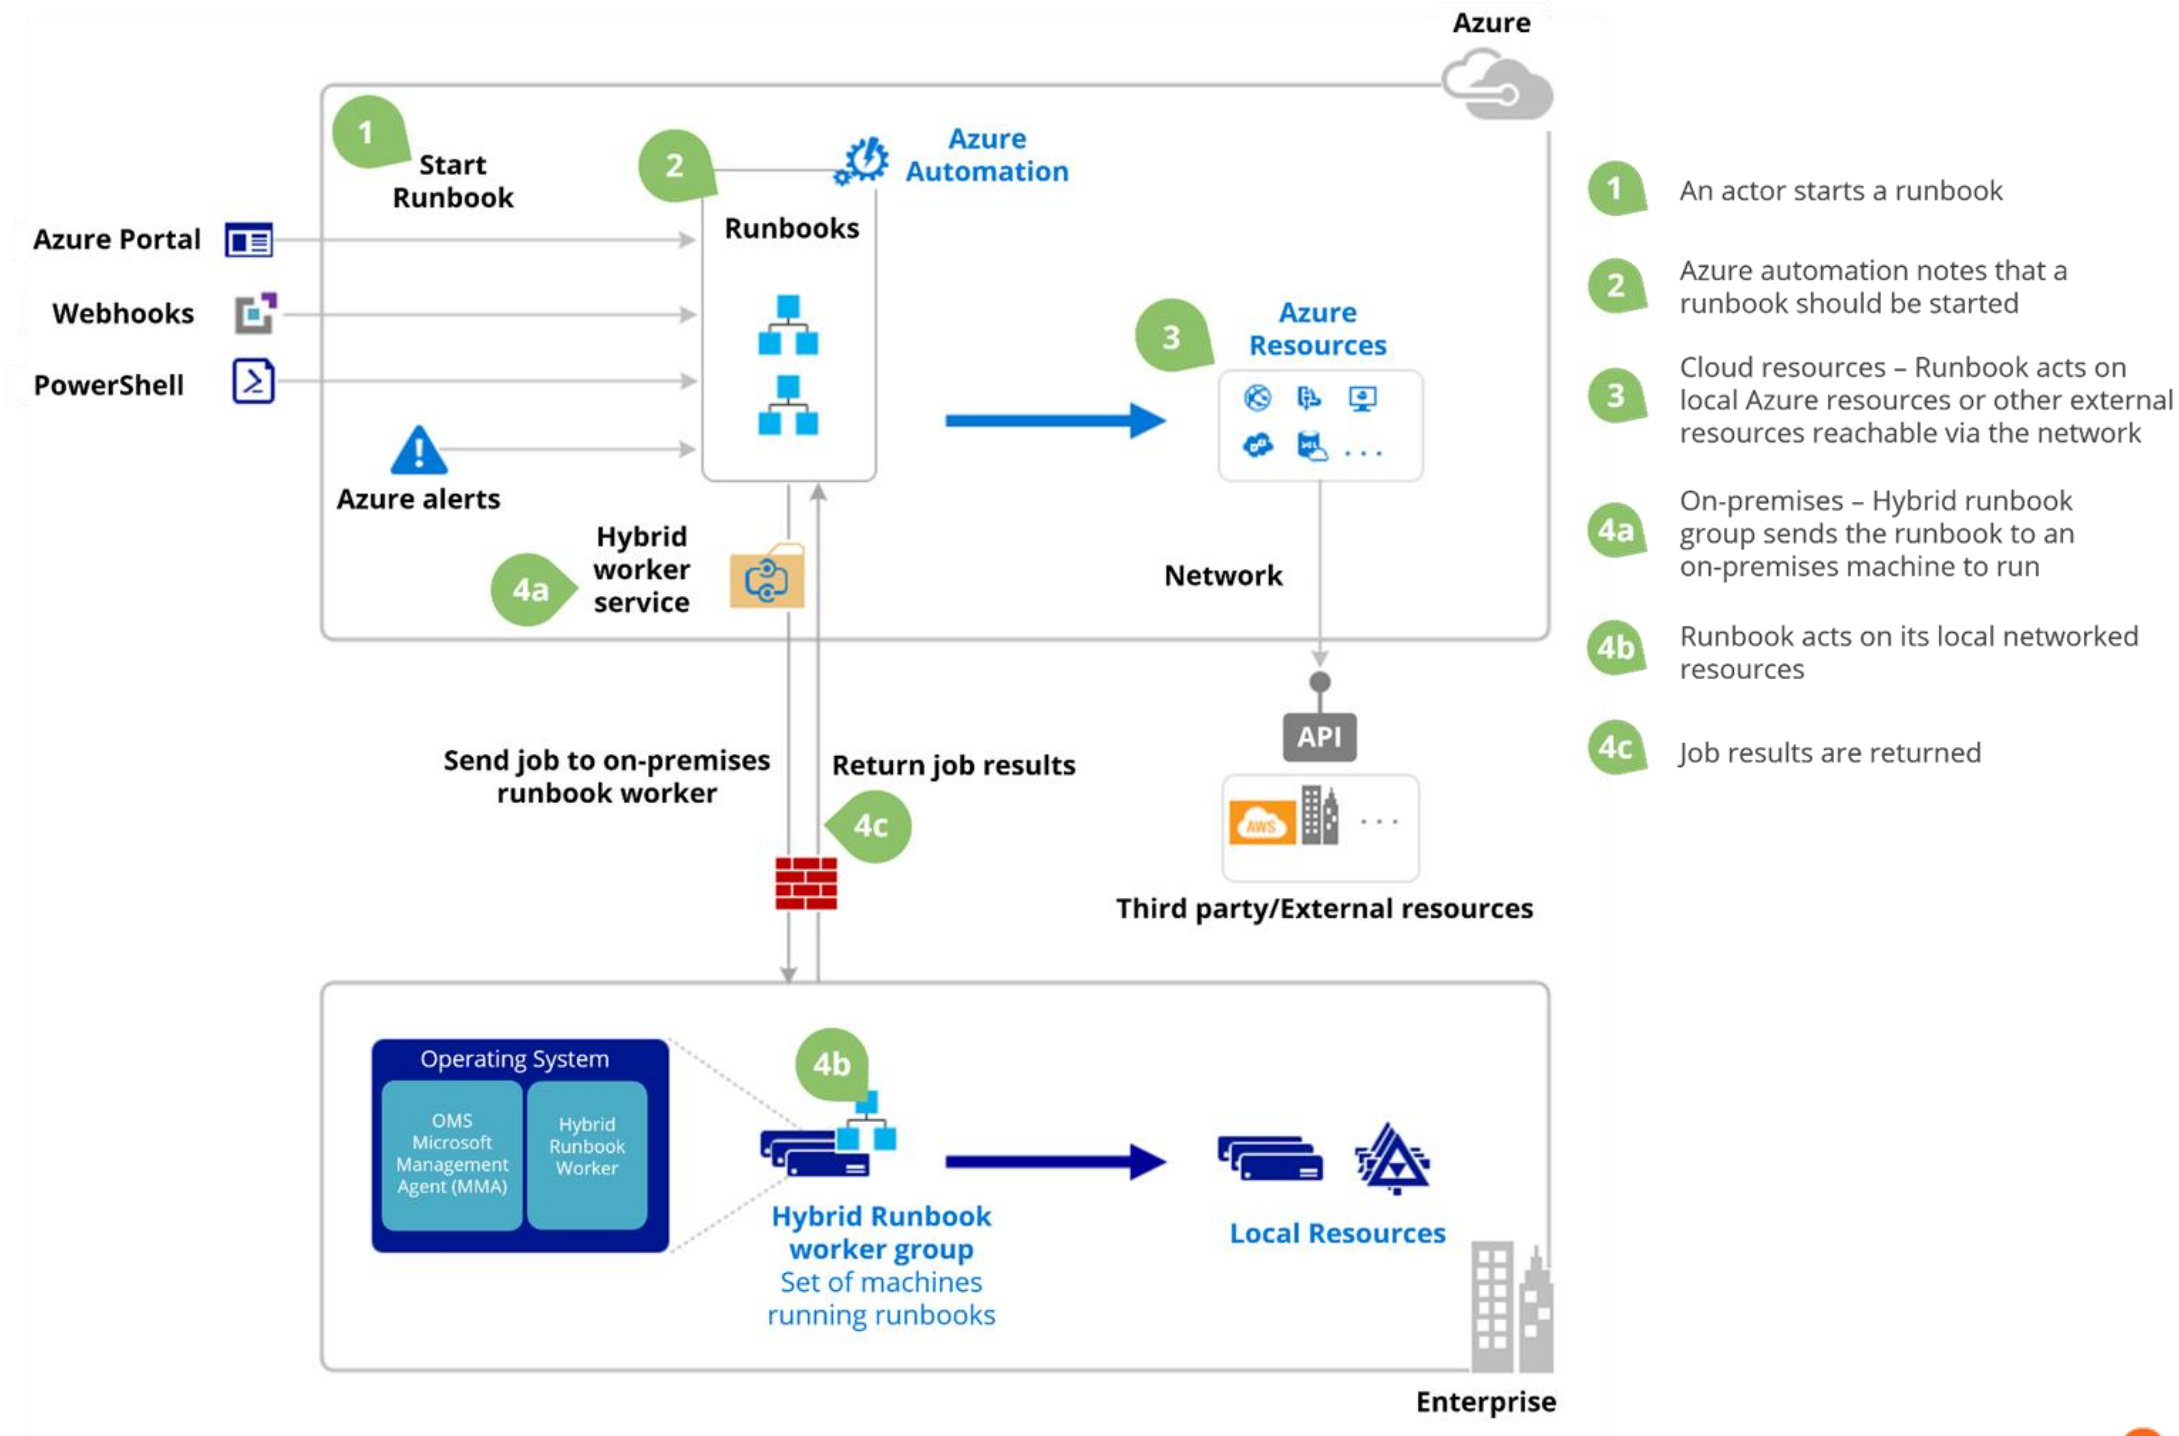 Azure
1
Start
Runbook
2
Azure
Automation
Runbooks
Azure Portal
Webhooks
PowerShell
Azure alerts
3
Azure
Resources
4a
Hybrid
worker
service
Network
API
Send job to on-premises
runbook worker
Return job results
4c
AWS
Third party/External resources
Operating System
OMS
Microsoft
Management
Agent (MMA)
Hybrid
Runbook
Worker
4b
Hybrid Runbook
worker group
Set of machines
running runbooks
Local Resources
Enterprise
1
An actor starts a runbook
2
Azure automation notes that a
runbook should be started
3
Cloud resources – Runbook acts on
local Azure resources or other external
resources reachable via the network
4a
On-premises – Hybrid runbook
group sends the runbook to an
on-premises machine to run
4b
Runbook acts on its local networked
resources
4c
Job results are returned